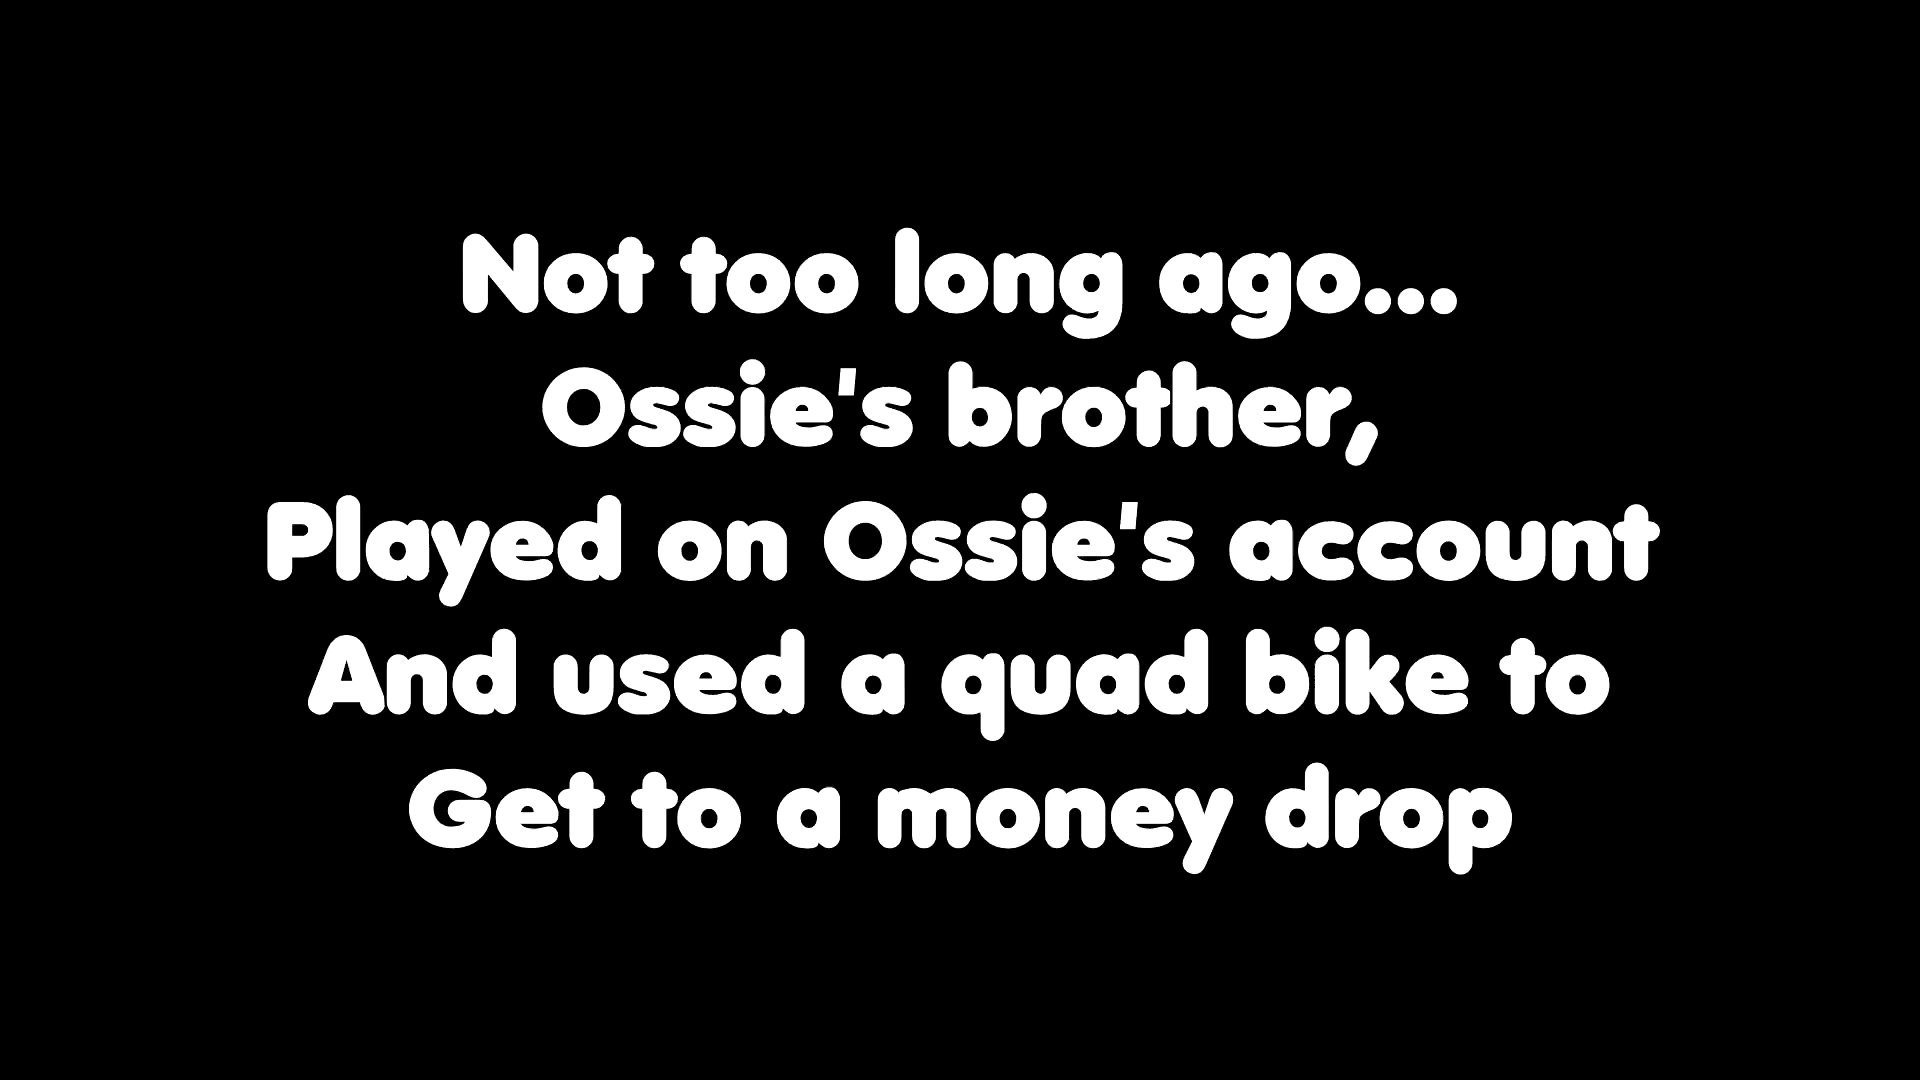 Not too long ago...
Ossie's brother,
Played on Ossie's account
And used a quad bike to
Get to a money drop